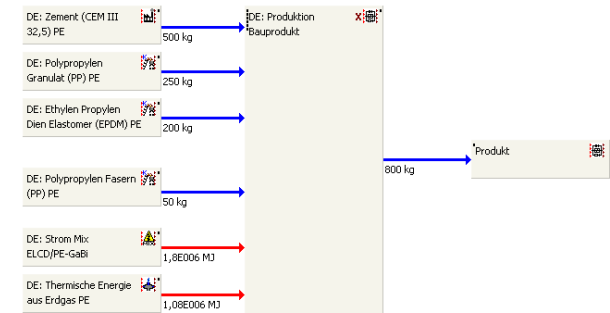 DE: Zement (CEM III
32,5) PE
500 kg
DE: Polypropylen
Granulat (PP) PE
250 kg
DE: Ethylen Propylen
Dien Elastomer (EPDM) PE
200 kg
DE: Polypropylen Fasern
(PP) PE
50 kg
DE: Strom Mix
ELCD/PE-GaBi
1,8E006 MJ
DE: Thermische Energie
aus Erdgas PE
1,08E006 MJ
DE: Produktion
Bauprodukt
X
800 kg
Produkt